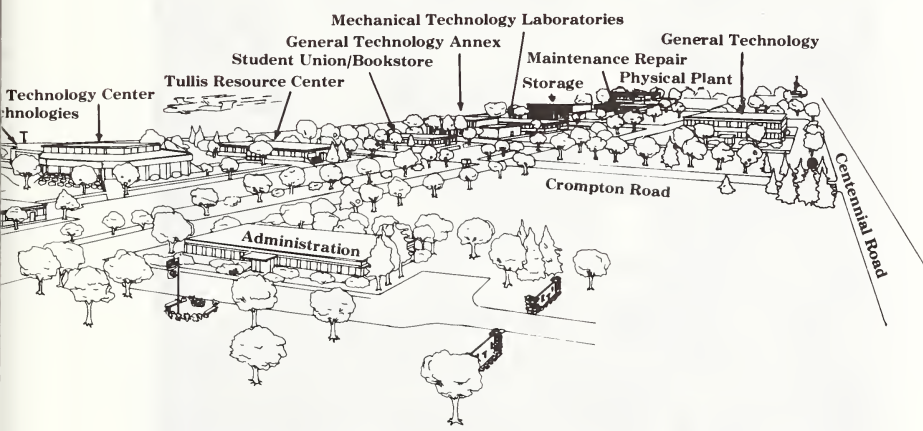 Mechanical Technology Laboratories
General Technology Annex
General Technology
Student Union/Bookstore
Maintenance Repair
Tullis Resource Center
Storage
Physical Plant
Technology Center
Crompton Road
Centennial Road
Administration